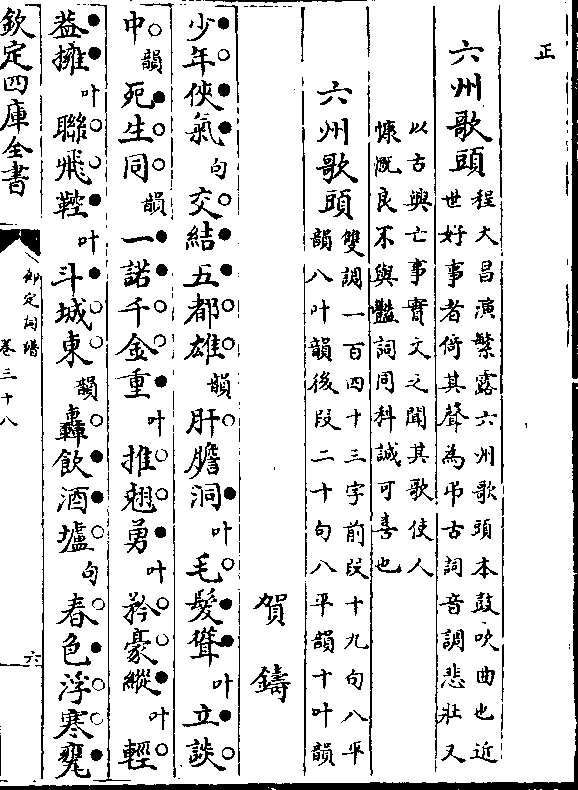 正
六州歌頭
程大昌演繁露六州歌頭本鼓吹曲也近
世好事者倚其聲為弔古詞音調悲壯又
以古興亡事實文之聞其歌使人
慷慨良不與豔詞同科誠可喜也
六州歌頭
雙調一百四十三字前段十九句八平
韻八叶韻後段二十句八平韻十叶韻
賀鑄
少年俠氣句交結五都雄韻肝膽洞叶毛髮聳叶立談
中韻死生同韻一諾千金重叶推翹勇叶矜豪縱叶輕
葢擁叶聯飛鞚叶斗城東韻轟飲酒壚句春色浮寒甕
欽定四庫全書
御定詞譜
卷三十八
六